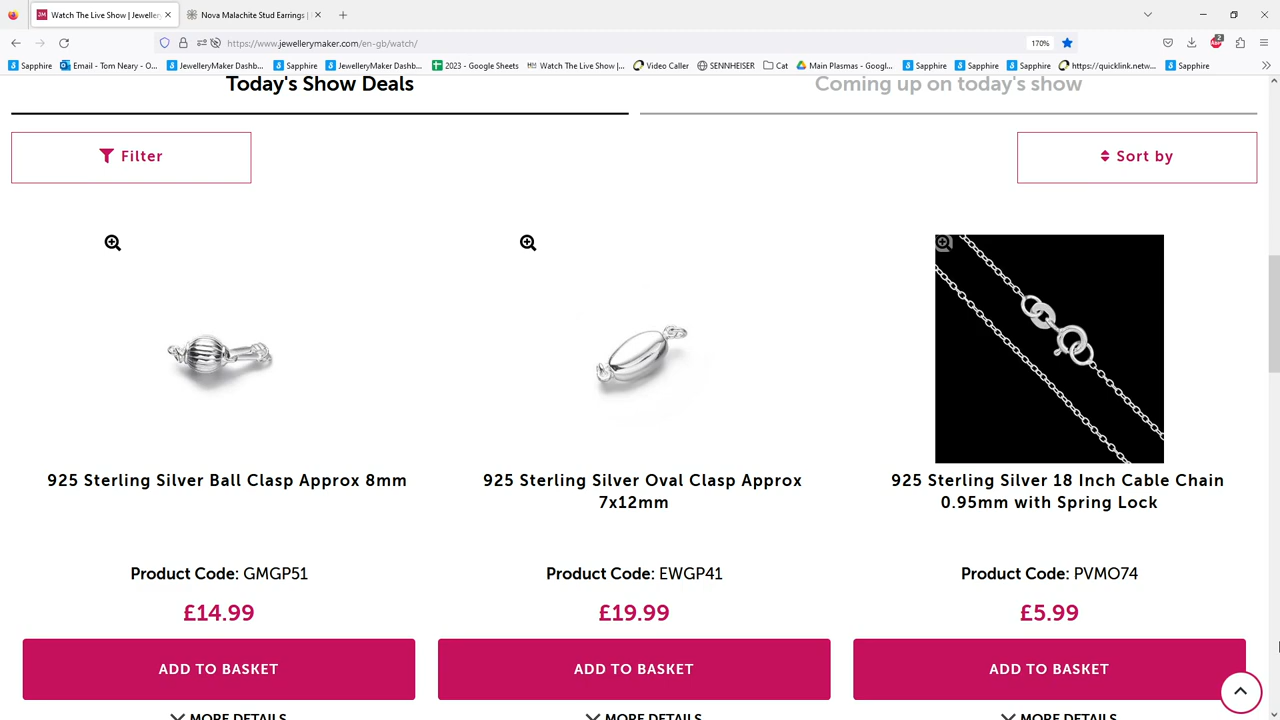 Watch The Live Show | Jeweller
Nova Malachite Stud Earrings |
https://www.jewellerymaker.com/en-gb/watch/
170%
2
Sapphire
Email - Tom Neary - O...
JewelleryMaker Dashb...
Sapphire
JewelleryMaker Dashb...
2023 - Google Sheets
Watch The Live Show |...
Video Caller
SENNHEISER
Cat
Main Plasmas - Googl...
Sapphire
Sapphire
Sapphire
https://quicklink.netw...
Sapphire
Today's Show Deals
Coming up on today's show
Filter
Sort by
925 Sterling Silver Ball Clasp Approx 8mm
Product Code: GMGP51
£14.99
ADD TO BASKET
MORE DETAILS
925 Sterling Silver Oval Clasp Approx
7x12mm
Product Code: EWGP41
£19.99
ADD TO BASKET
MORE DETAILS
925 Sterling Silver 18 Inch Cable Chain
0.95mm with Spring Lock
Product Code: PVMO74
£5.99
ADD TO BASKET
MORE DETAILS